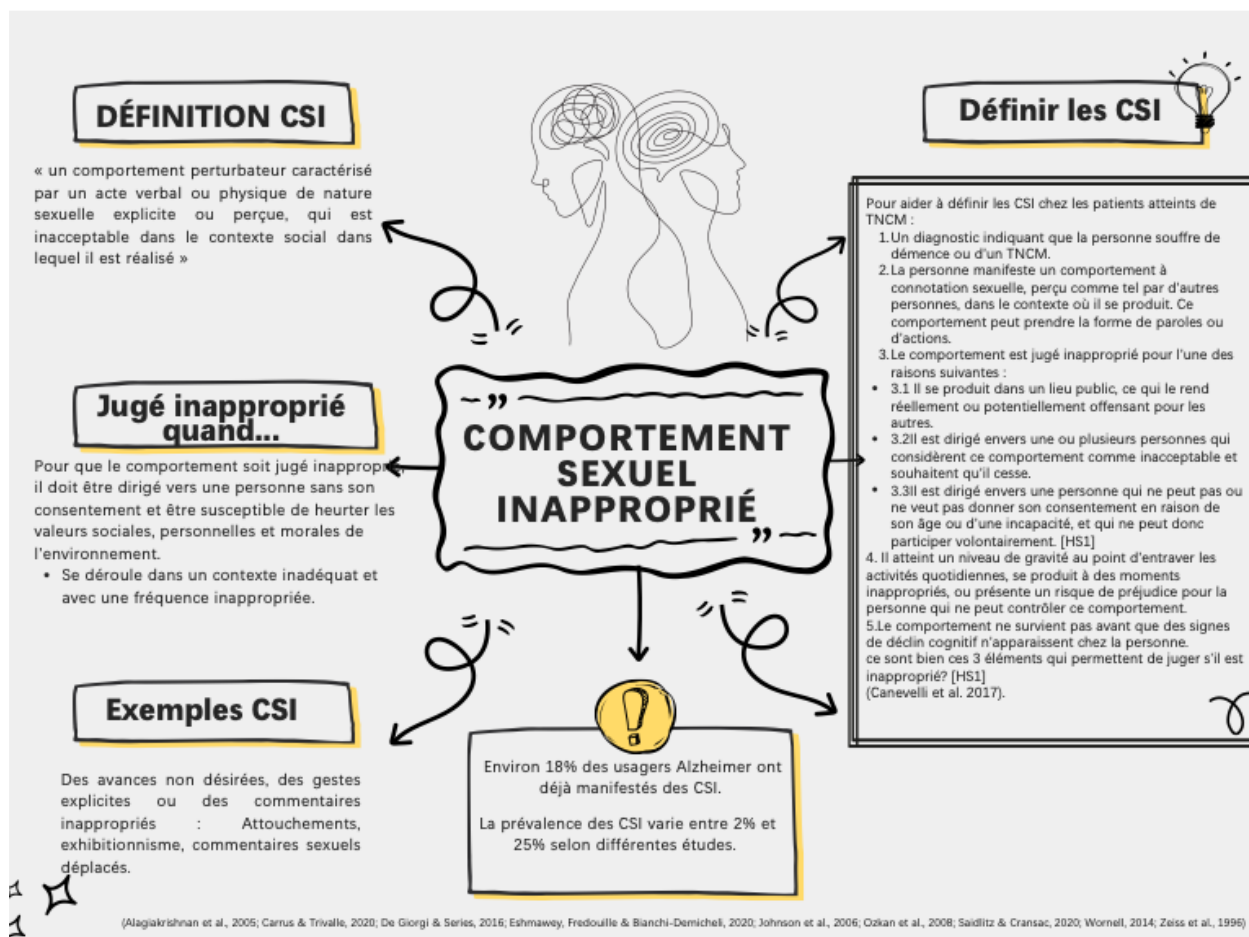 DÉFINITION CSI
« un comportement perturbateur caractérisé
par un acte verbal ou physique de nature
sexuelle explicite ou perçue, qui est
inacceptable dans le contexte social dans
lequel il est réalisé »
Jugé inapproprié
quand...
Pour que le comportement soit jugé inapproprié,
il doit être dirigé vers une personne sans son
consentement et être susceptible de heurter les
valeurs sociales, personnelles et morales de
l'environnement.
• Se déroule dans un contexte inadéquat et
avec une fréquence inappropriée.
Exemples CSI
Des avances non désirées, des gestes
explicites ou des commentaires
inappropriés : Attouchements,
exhibitionnisme, commentaires sexuels
déplacés.
COMPORTEMENT
SEXUEL
INAPPROPRIÉ
Environ 18% des usagers Alzheimer ont
déjà manifestés des CSI.
La prévalence des CSI varie entre 2% et
25% selon différentes études.
Définir les CSI
Pour aider à définir les CSI chez les patients atteints de
TNCM :
1.Un diagnostic indiquant que la personne souffre de
démence ou d'un TNCM.
2.La personne manifeste un comportement à
connotation sexuelle, perçu comme tel par d'autres
personnes, dans le contexte où il se produit. Ce
comportement peut prendre la forme de paroles ou
d'actions.
3.Le comportement est jugé inapproprié pour l'une des
raisons suivantes :
• 3.1 Il se produit dans un lieu public, ce qui le rend
réellement ou potentiellement offensant pour les
autres.
• 3.2Il est dirigé envers une ou plusieurs personnes qui
considèrent ce comportement comme inacceptable et
souhaitent qu'il cesse.
• 3.3Il est dirigé envers une personne qui ne peut pas ou
ne veut pas donner son consentement en raison de
son âge ou d'une incapacité, et qui ne peut donc
participer volontairement. [HS1]
4. Il atteint un niveau de gravité au point d'entraver les
activités quotidiennes, se produit à des moments
inappropriés, ou présente un risque de préjudice pour la
personne qui ne peut contrôler ce comportement.
5.Le comportement ne survient pas avant que des signes
de déclin cognitif n'apparaissent chez la personne.
ce sont bien ces 3 éléments qui permettent de juger s'il est
inapproprié? [HS1]
(Canevelli et al. 2017).
(Alagiakrishnan et al., 2005; Carrus & Trivalle, 2020; De Giorgi & Series, 2016; Eshmawey, Fredouille & Bianchi-Demicheli, 2020; Johnson et al., 2006; Ozkan et al., 2008; Saidlitz & Cransac, 2020; Wornell, 2014; Zeiss et al., 1996)